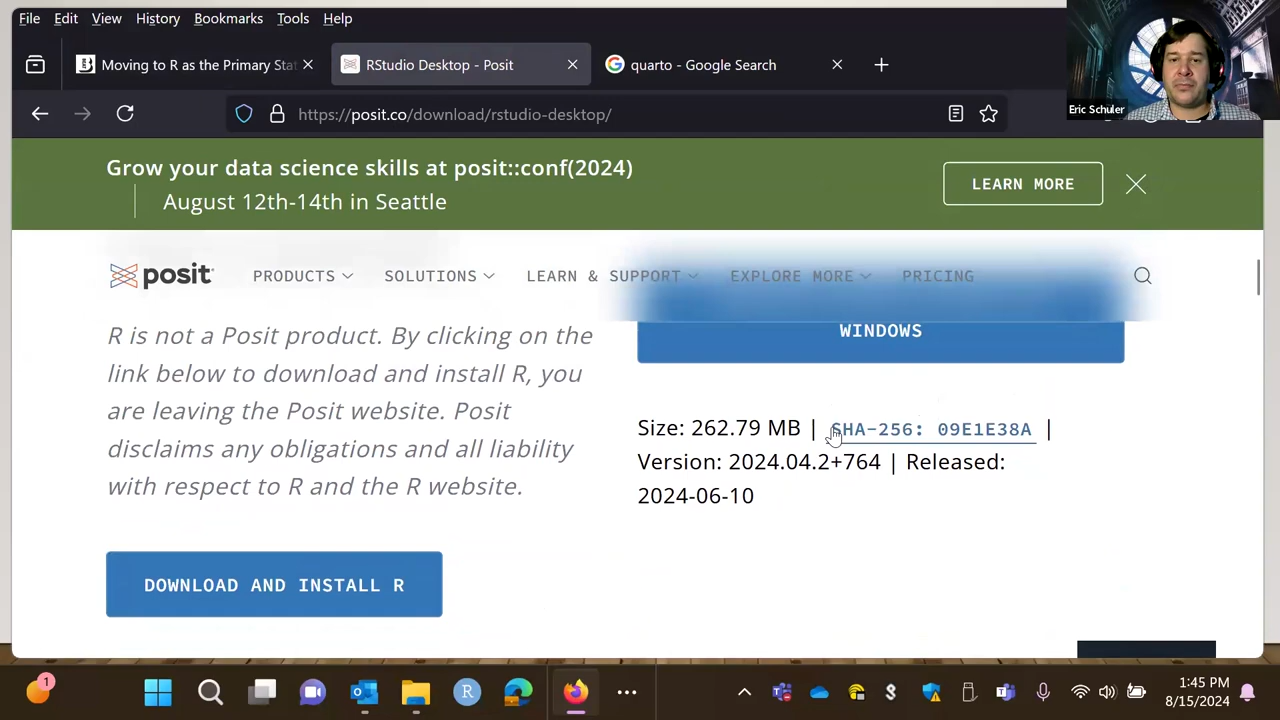 File Edit View History Bookmarks Tools Help
Moving to R as the Primary Stat
RStudio Desktop - Posit
quarto - Google Search
Eric Schuler
https://posit.co/download/rstudio-desktop/
Grow your data science skills at posit::conf(2024)
August 12th-14th in Seattle
LEARN MORE
posit
PRODUCTS SOLUTIONS LEARN & SUPPORT EXPLORE MORE PRICING
R is not a Posit product. By clicking on the
link below to download and install R, you
are leaving the Posit website. Posit
disclaims any obligations and all liability
with respect to R and the R website.
DOWNLOAD AND INSTALL R
WINDOWS
Size: 262.79 MB | SHA-256: 09E1E38A |
Version: 2024.04.2+764 | Released:
2024-06-10
1
R
1:45 PM
8/15/2024